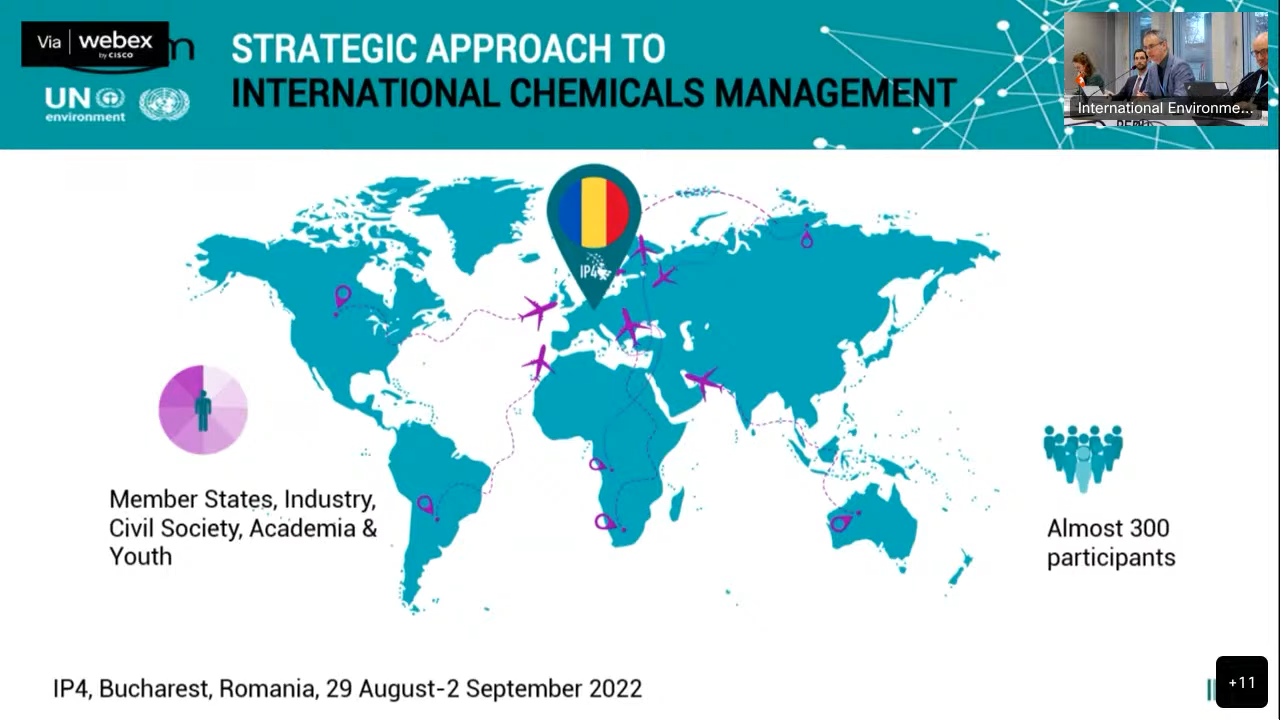 Via webex
by CISCO
m
STRATEGIC APPROACH TO
INTERNATIONAL CHEMICALS MANAGEMENT
UN
environment
International Environme...
IP4
Member States, Industry,
Civil Society, Academia &
Youth
Almost 300
participants
IP4, Bucharest, Romania, 29 August-2 September 2022
+11